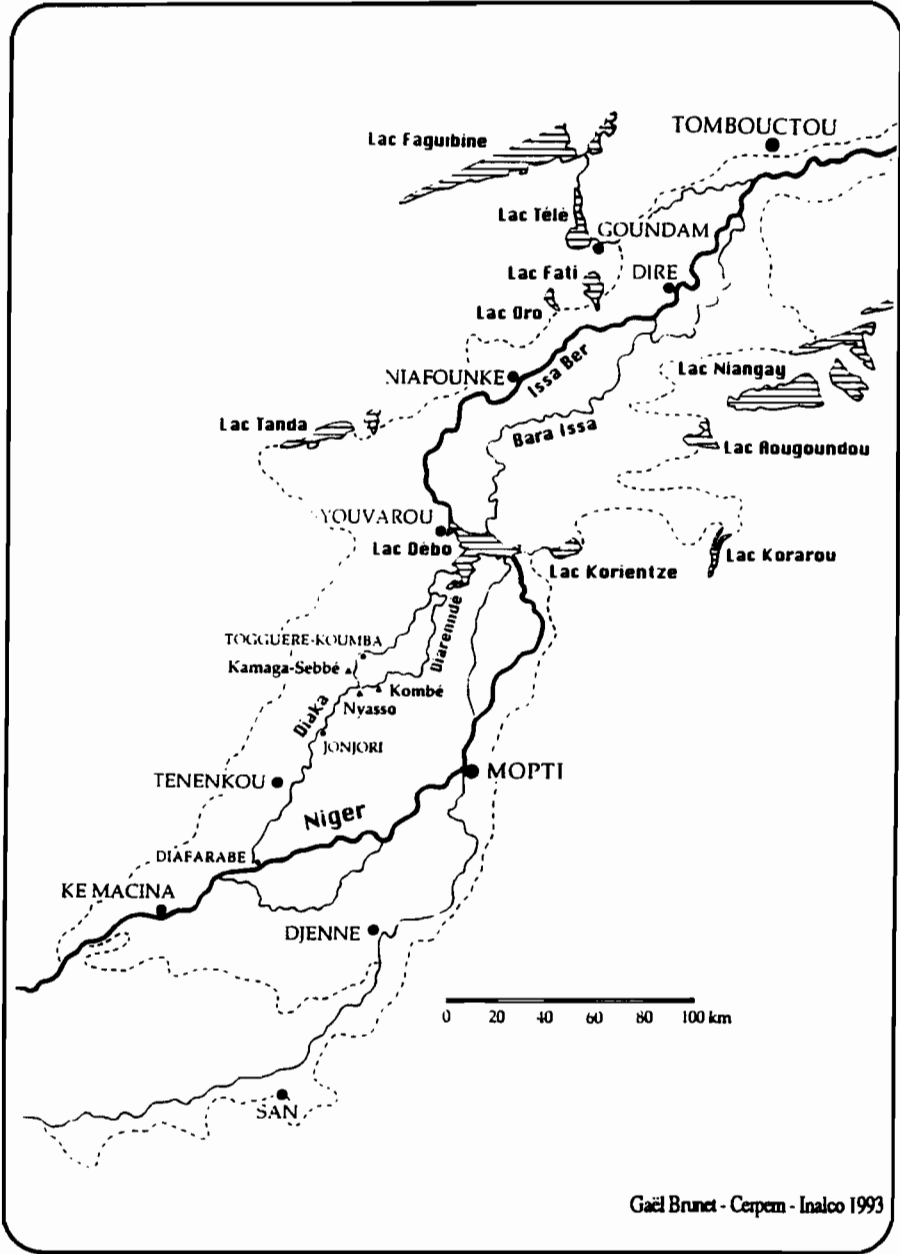 TOMBOUCTOU
Lac Faguibine
Lac Télé
GOUNDAM
Lac Fati
DIRE
Lac Oro
NIAFOUNKE
Issa Ber
Lac Niangay
Lac Tanda
Bara Issa
Lac Aougoundou
YOUVAROU
Lac Débo
Lac Korientze
Lac Korarou
Diarenndé
TOGGUERE-KOUMBA
Kamaga-Sebbé
Kombé
Nyasso
Diaka
JONJORI
TENENKOU
MOPTI
Niger
DIAFARABE
KE MACINA
DJENNE
0 20 40 60 80 100 km
SAN
Gaël Brunet - Cerpem - Inalco 1993